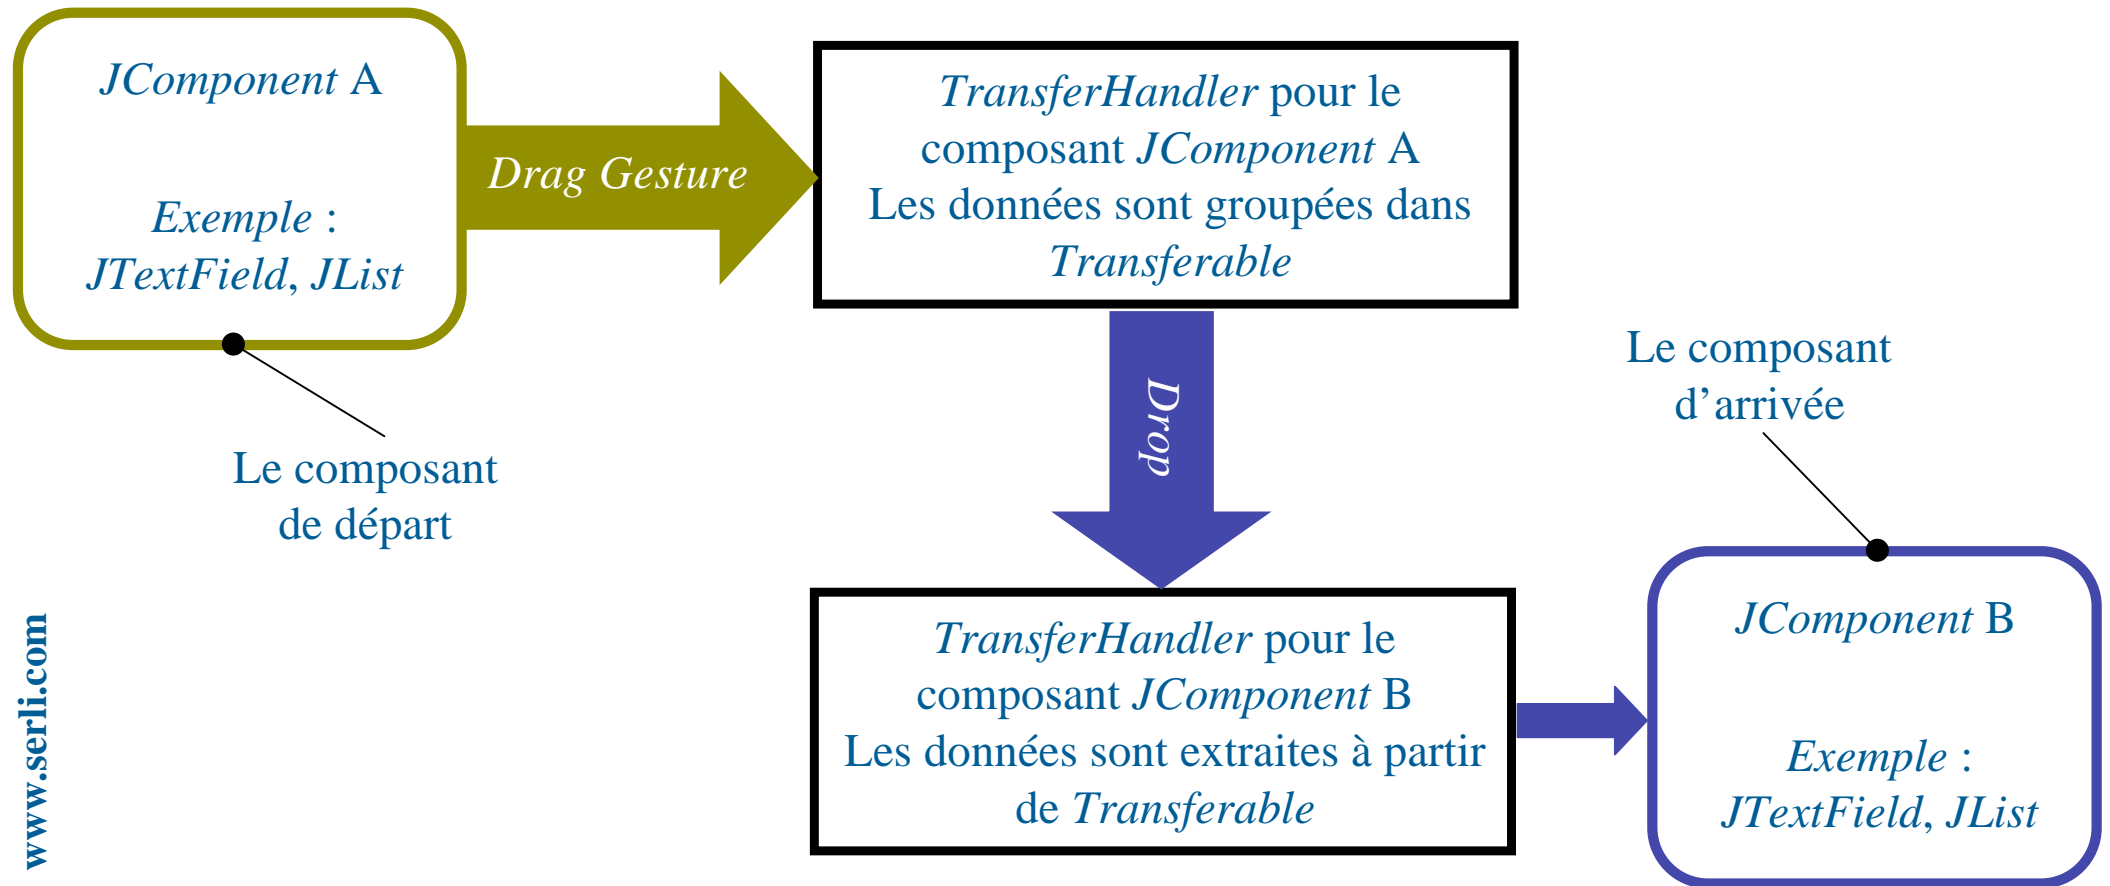 JComponent A
Exemple :
JTextField, JList
Drag Gesture
TransferHandler pour le
composant JComponent A
Les données sont groupées dans
Transferable
Le composant
de départ
Drop
Le composant
d’arrivée
TransferHandler pour le
composant JComponent B
Les données sont extraites à partir
de Transferable
JComponent B
Exemple :
JTextField, JList
www.serli.com